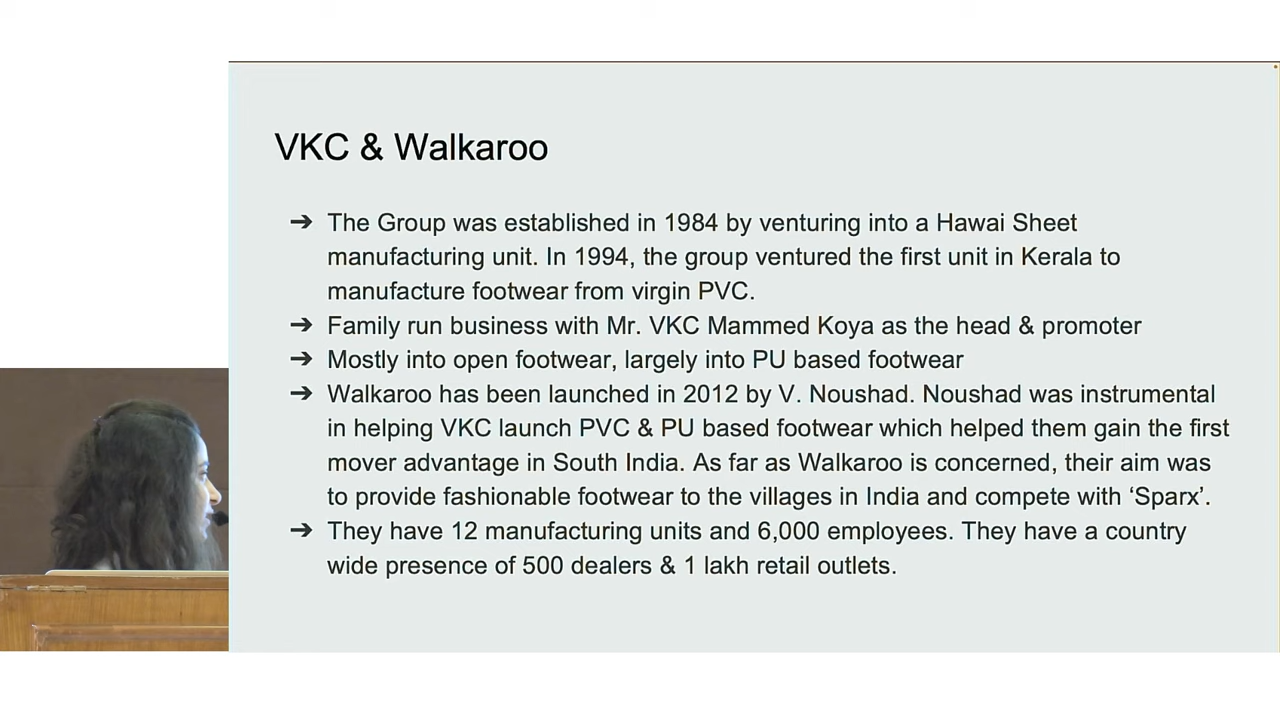 VKC & Walkaroo
➔ The Group was established in 1984 by venturing into a Hawai Sheet
manufacturing unit. In 1994, the group ventured the first unit in Kerala to
manufacture footwear from virgin PVC.
➔ Family run business with Mr. VKC Mammed Koya as the head & promoter
➔ Mostly into open footwear, largely into PU based footwear
➔ Walkaroo has been launched in 2012 by V. Noushad. Noushad was instrumental
in helping VKC launch PVC & PU based footwear which helped them gain the first
mover advantage in South India. As far as Walkaroo is concerned, their aim was
to provide fashionable footwear to the villages in India and compete with ‘Sparx’.
➔ They have 12 manufacturing units and 6,000 employees. They have a country
wide presence of 500 dealers & 1 lakh retail outlets.